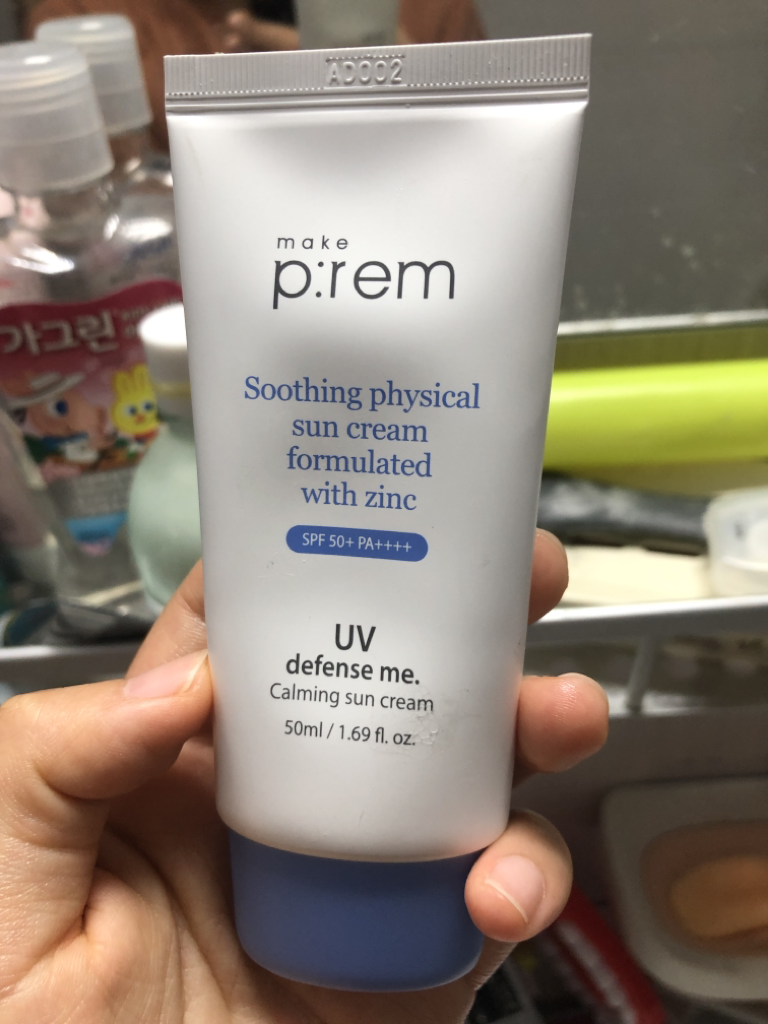 AD002
make
p:rem
Soothing physical
sun cream
formulated
with zinc
SPF 50+ PA++++
UV
defense me.
Calming sun cream
50ml / 1.69 fl. oz.
가그린